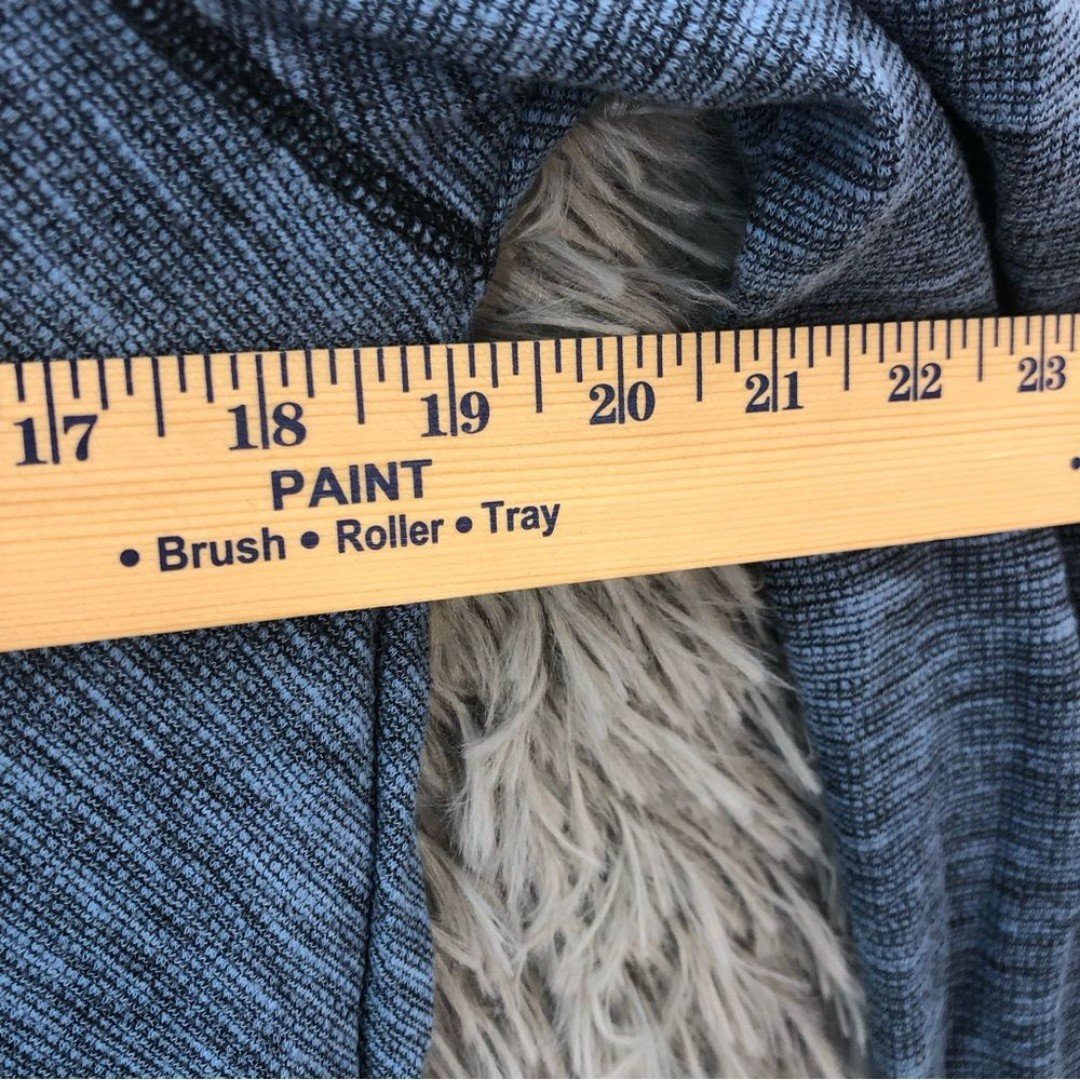 17 18 19 20 21 22 23
PAINT
• Brush • Roller • Tray